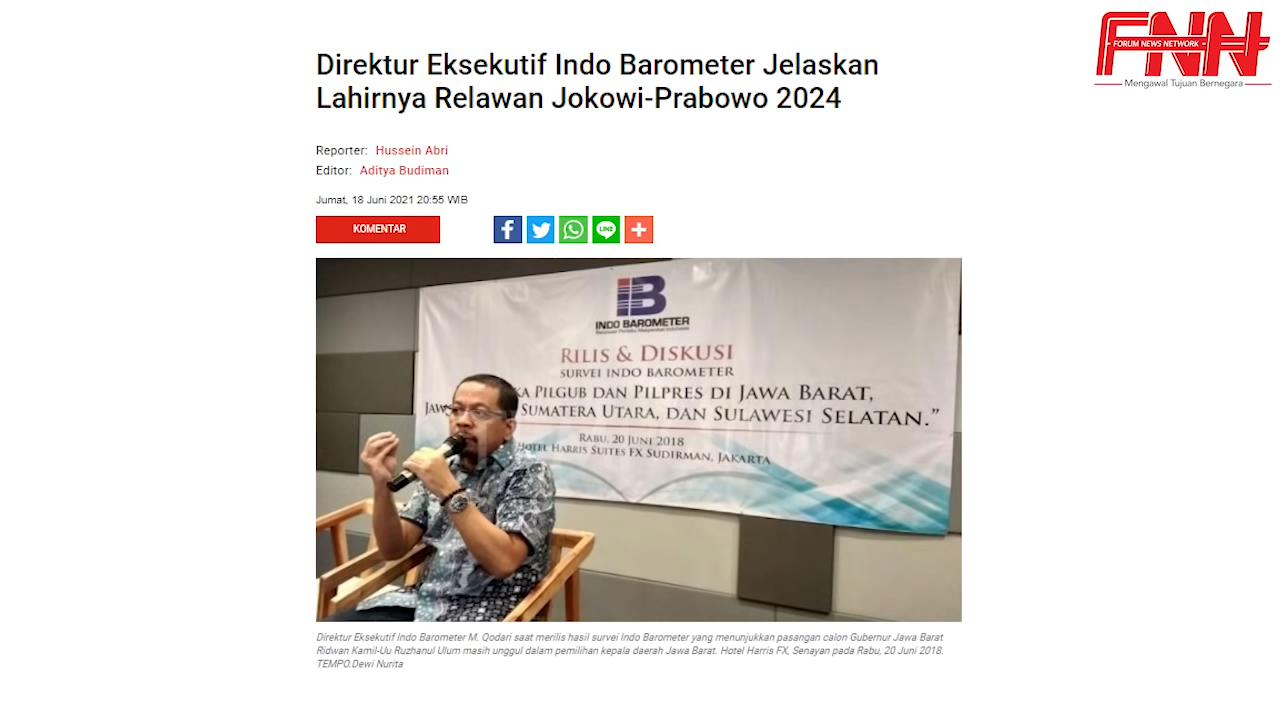 FNN
FORUM NEWS NETWORK
Mengawal Tujuan Bernegara
Direktur Eksekutif Indo Barometer Jelaskan
Lahirnya Relawan Jokowi-Prabowo 2024
Reporter: Hussein Abri
Editor: Aditya Budiman
Jumat, 18 Juni 2021 20:55 WIB
KOMENTAR
LINE
IB
INDO BAROMETER
RILIS & DISKUSI
SURVEI INDO BAROMETER
KA PILGUB DAN PILPRES DI JAWA BARAT,
SUMATERA UTARA, DAN SULAWESI SELATAN.”
RABU, 20 JUNI 2018
HOTEL HARRIS SUITES FX SUDIRMAN, JAKARTA
Direktur Eksekutif Indo Barometer M. Qodari saat merilis hasil survei Indo Barometer yang menunjukkan pasangan calon Gubernur Jawa Barat
Ridwan Kamil-Uu Ruzhanul Ulum masih unggul dalam pemilihan kepala daerah Jawa Barat. Hotel Harris FX, Senayan pada Rabu, 20 Juni 2018.
TEMPO.Dewi Nurita